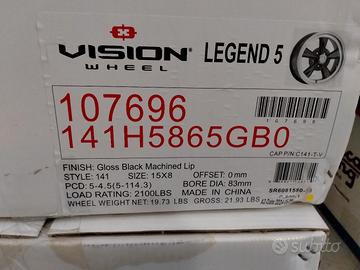 VISION
WHEEL
LEGEND 5
107696
107696
141H5865GB0
CAP P/N C141-T-V
FINISH: Gloss Black Machined Lip
STYLE: 141 SIZE: 15X8 OFFSET: 0mm
PCD: 5-4.5(5-114.3) BORE DIA: 83mm
LOAD RATING: 2100LBS MADE IN CHINA
WHEEL WEIGHT NET: 19.73 LBS GROSS: 21.93 LBS
subito